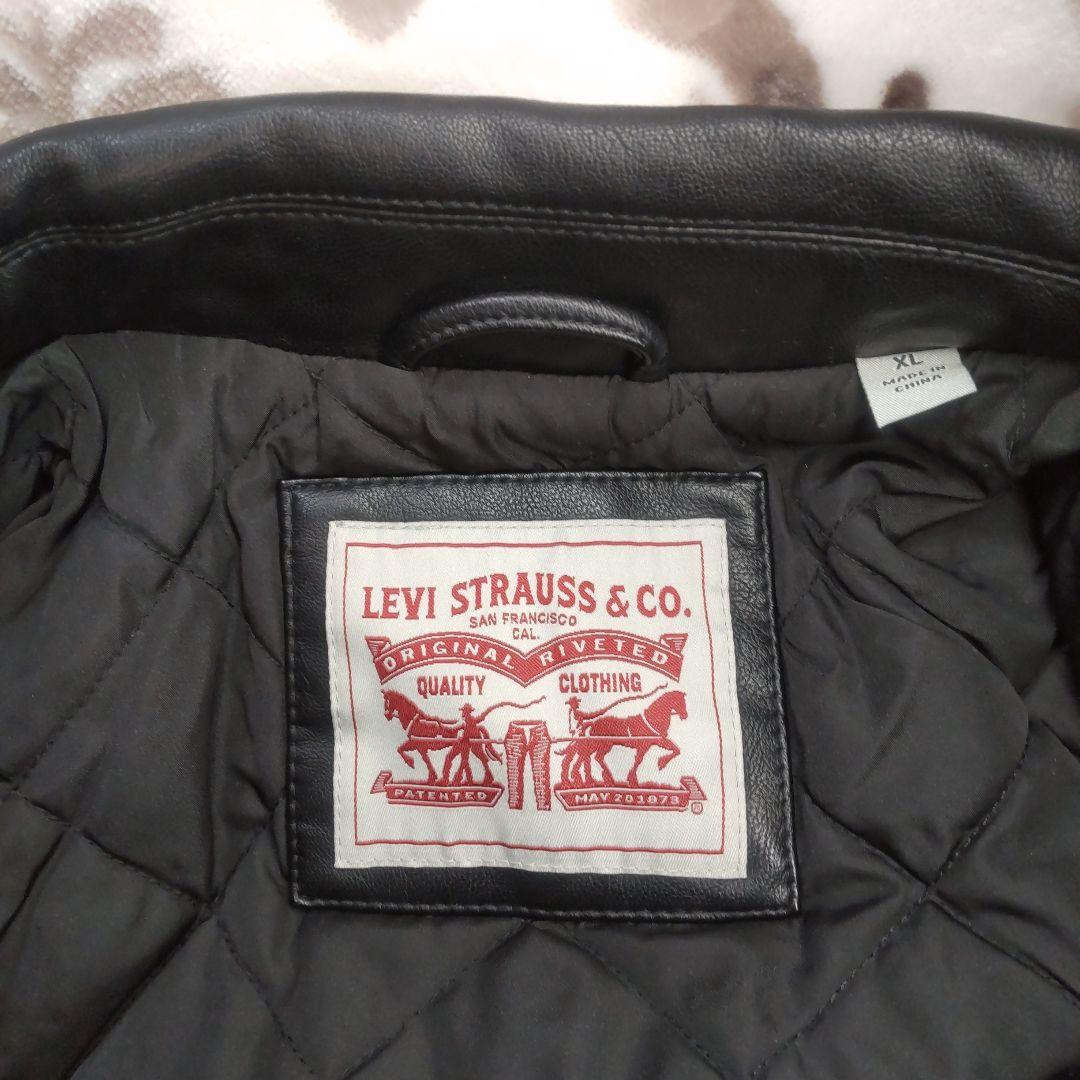 XL
MADE IN
CHINA
LEVI STRAUSS & CO.
SAN FRANCISCO
CAL.
ORIGINAL RIVETED
QUALITY CLOTHING
PATENTED MAY 20 1873
®